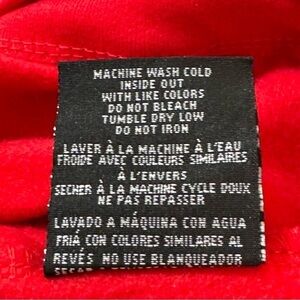 MACHINE WASH COLD
INSIDE OUT
WITH LIKE COLORS
DO NOT BLEACH
TUMBLE DRY LOW
DO NOT IRON
LAVER À LA MACHINE À L'EAU
FROIDE AVEC COULEURS SIMILAIRES
À L'ENVERS
SECHER À LA MACHINE CYCLE DOUX
NE PAS REPASSER
LAVADO A MÁQUINA CON AGUA
FRIA CON COLORES SIMILARES AL
REVÉS NO USE BLANQUEADOR